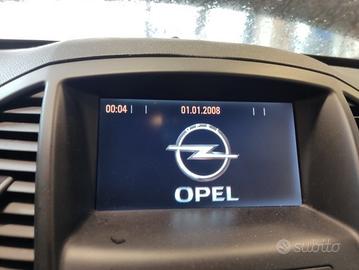 00:04 | | 01.01.2008 | |
OPEL
subito